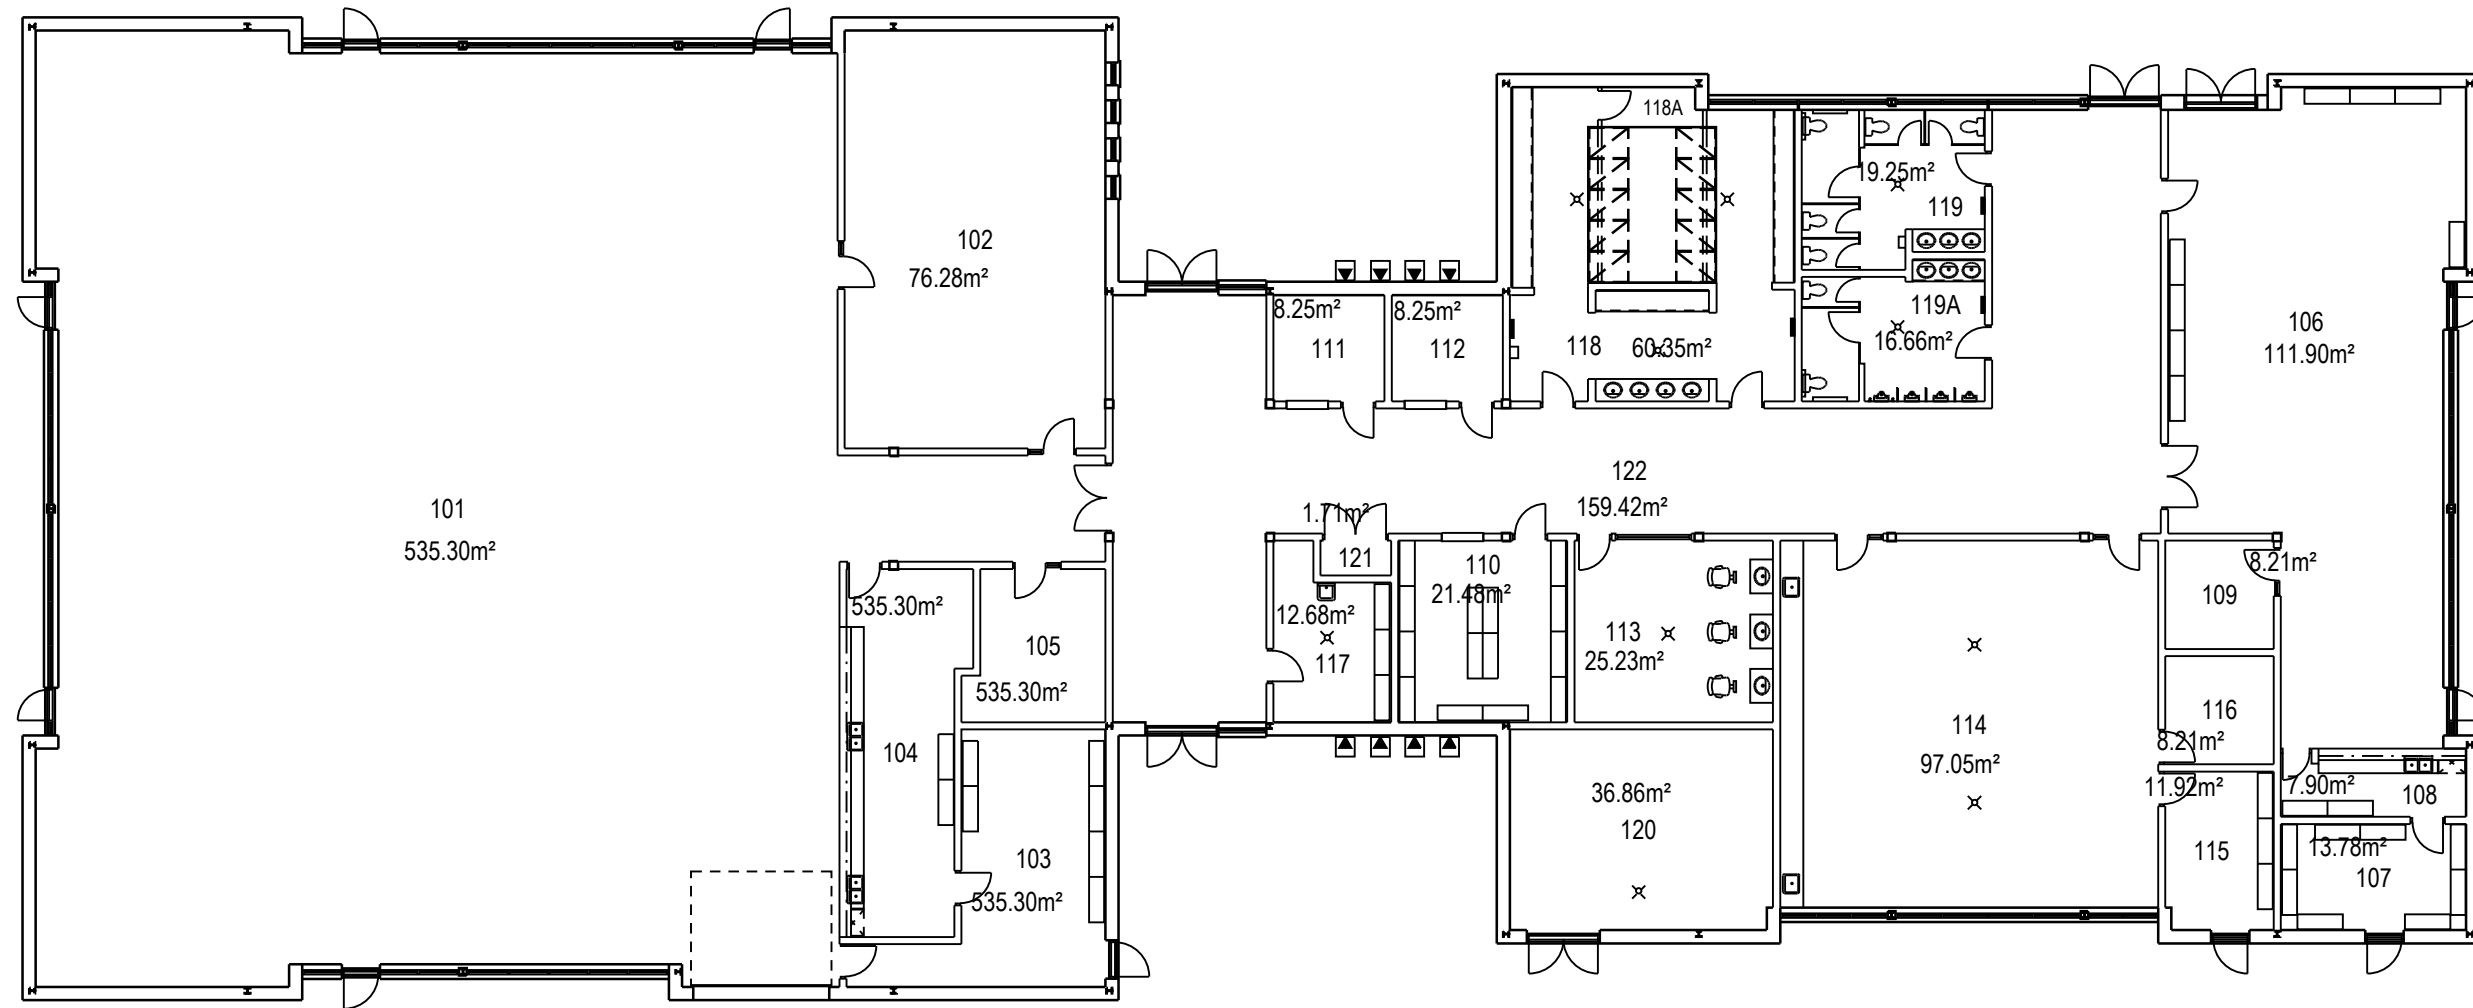 118A
19.25m²
119
102
76.28m²
119A
16.66m²
8.25m²
8.25m²
111
112
118
60.35m²
106
111.90m²
122
159.42m²
101
535.30m²
1.71m²
121
110
21.48m²
8.21m²
109
535.30m²
12.68m²
117
113
25.23m²
105
535.30m²
116
8.21m²
114
97.05m²
104
11.92m²
7.90m²
108
36.86m²
120
103
535.30m²
115
13.78m²
107